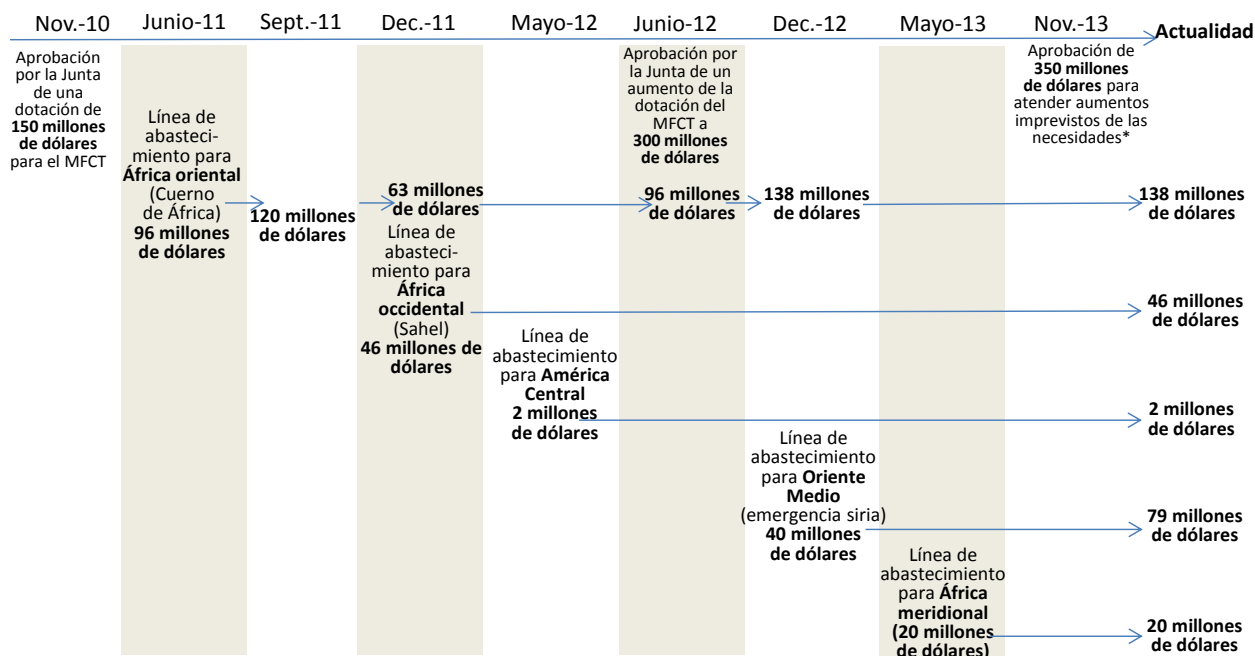 Nov.-10
Junio-11
Sept.-11
Dec.-11
Mayo-12
Junio-12
Dec.-12
Mayo-13
Nov.-13
Actualidad
Aprobación
por la Junta
de una
dotación de
150 millones
de dólares
para el MFCT
Línea de
abasteci-
miento para
África oriental
(Cuerno
de África)
96 millones
de dólares
120 millones
de dólares
63 millones
de dólares
Línea de
abasteci-
miento para
África
occidental
(Sahel)
46 millones de
dólares
Línea de
abastecimiento
para América
Central
2 millones
de dólares
Aprobación por
la Junta de un
aumento de la
dotación del
MFCT a
300 millones
de dólares
96 millones
de dólares
138 millones
de dólares
Línea de
abastecimiento
para Oriente
Medio
(emergencia siria)
40 millones
de dólares
Línea de
abastecimiento
para África
meridional
(20 millones
de dólares)
Aprobación de
350 millones
de dólares para
atender aumentos
imprevistos de las
necesidades*
138 millones
de dólares
46 millones
de dólares
2 millones
de dólares
79 millones
de dólares
20 millones
de dólares